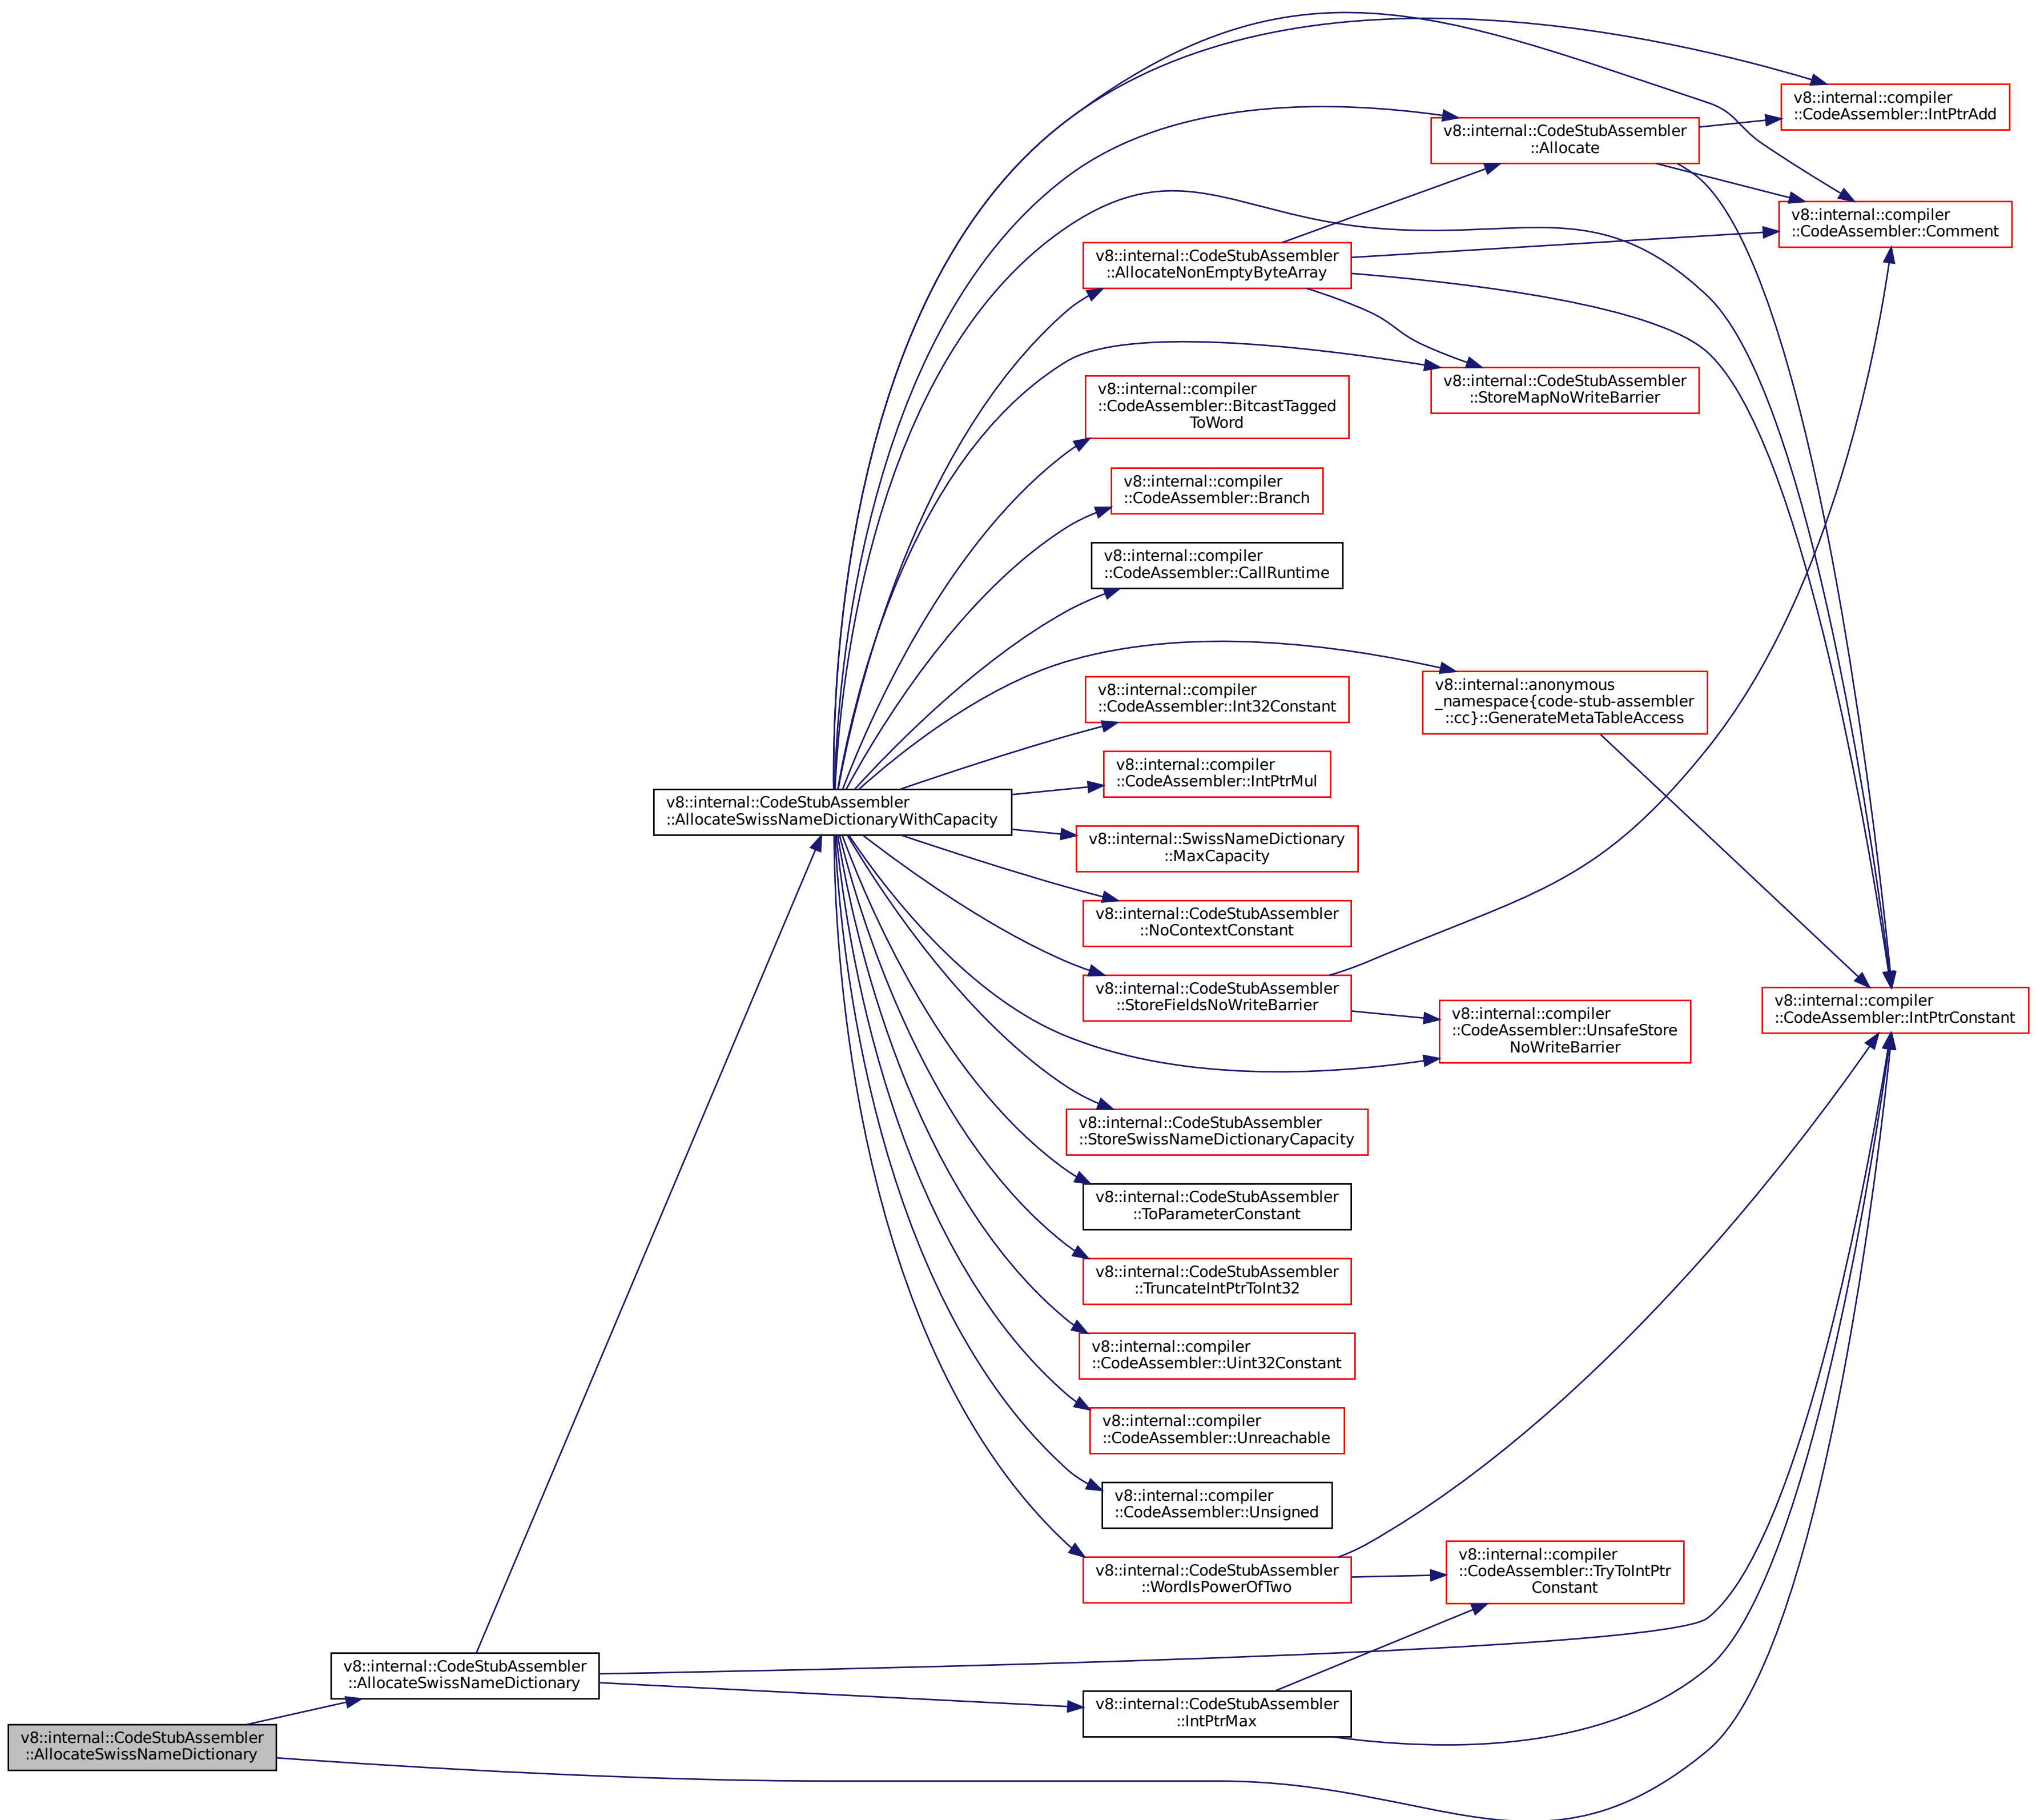 v8::internal::CodeStubAssembler
::AllocateSwissNameDictionary
v8::internal::CodeStubAssembler
::AllocateSwissNameDictionary
v8::internal::CodeStubAssembler
::AllocateSwissNameDictionaryWithCapacity
v8::internal::CodeStubAssembler
::AllocateNonEmptyByteArray
v8::internal::compiler
::CodeAssembler::BitcastTagged
ToWord
v8::internal::compiler
::CodeAssembler::Branch
v8::internal::compiler
::CodeAssembler::CallRuntime
v8::internal::compiler
::CodeAssembler::Int32Constant
v8::internal::compiler
::CodeAssembler::IntPtrMul
v8::internal::SwissNameDictionary
::MaxCapacity
v8::internal::CodeStubAssembler
::NoContextConstant
v8::internal::CodeStubAssembler
::StoreFieldsNoWriteBarrier
v8::internal::CodeStubAssembler
::StoreSwissNameDictionaryCapacity
v8::internal::CodeStubAssembler
::ToParameterConstant
v8::internal::CodeStubAssembler
::TruncateIntPtrToInt32
v8::internal::compiler
::CodeAssembler::Uint32Constant
v8::internal::compiler
::CodeAssembler::Unreachable
v8::internal::compiler
::CodeAssembler::Unsigned
v8::internal::CodeStubAssembler
::WordIsPowerOfTwo
v8::internal::CodeStubAssembler
::IntPtrMax
v8::internal::CodeStubAssembler
::Allocate
v8::internal::CodeStubAssembler
::StoreMapNoWriteBarrier
v8::internal::anonymous
_namespace{code-stub-assembler
::cc}::GenerateMetaTableAccess
v8::internal::compiler
::CodeAssembler::UnsafeStore
NoWriteBarrier
v8::internal::compiler
::CodeAssembler::TryToIntPtr
Constant
v8::internal::compiler
::CodeAssembler::IntPtrAdd
v8::internal::compiler
::CodeAssembler::Comment
v8::internal::compiler
::CodeAssembler::IntPtrConstant